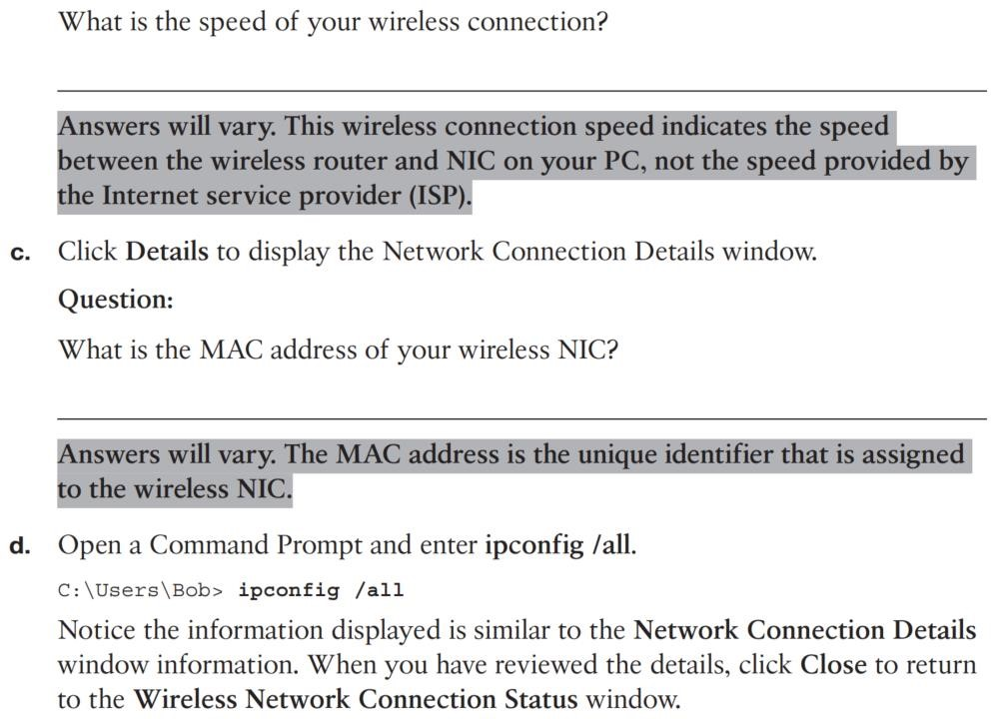 What is the speed of your wireless connection?
Answers will vary. This wireless connection speed indicates the speed
between the wireless router and NIC on your PC, not the speed provided by
the Internet service provider (ISP).
c. Click Details to display the Network Connection Details window.
Question:
What is the MAC address of your wireless NIC?
Answers will vary. The MAC address is the unique identifier that is assigned
to the wireless NIC.
d. Open a Command Prompt and enter ipconfig /all.
C:\Users\Bob> ipconfig /all
Notice the information displayed is similar to the Network Connection Details
window information. When you have reviewed the details, click Close to return
to the Wireless Network Connection Status window.